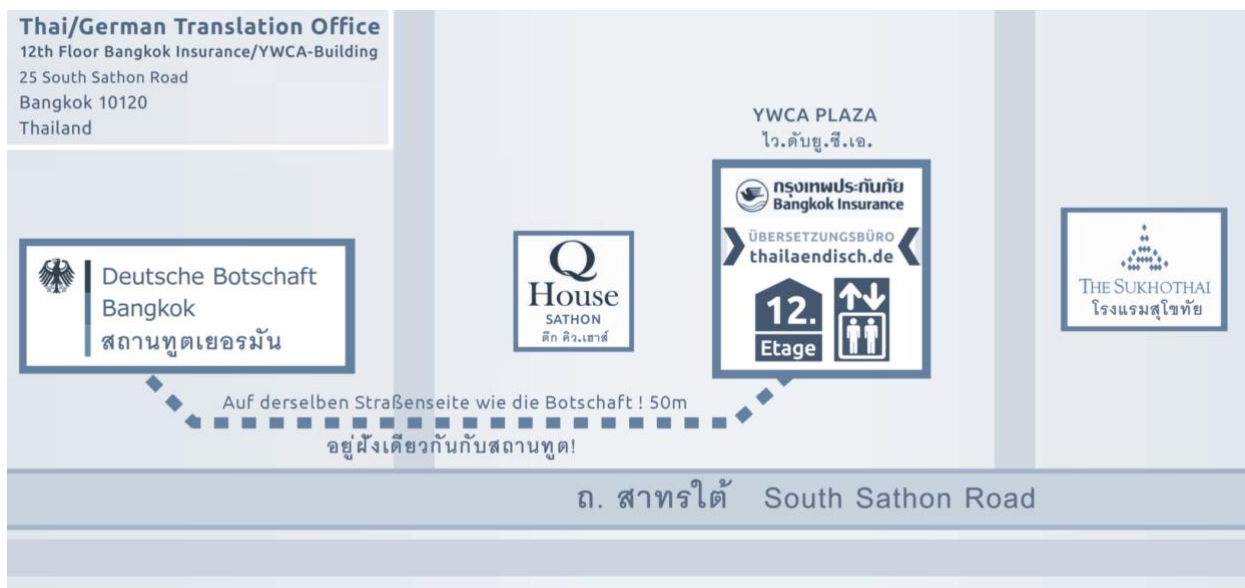 Thai/German Translation Office
12th Floor Bangkok Insurance/YWCA-Building
25 South Sathon Road
Bangkok 10120
Thailand
YWCA PLAZA
ไว.ดับยู.ซี.เอ.
กรุงเทพประกันภัย
Bangkok Insurance
ÜBERSETZUNGSBÜRO
thailaendisch.de
12.
Etage
Deutsche Botschaft
Bangkok
สถานทูตเยอรมัน
Q
House
SATHON
ตึก คิว.เฮาส์
THE SUKHOTHAI
โรงแรมสุโขทัย
Auf derselben Straßenseite wie die Botschaft ! 50m
อยู่ฝั่งเดียวกันกับสถานทูต!
ถ. สาทรใต้ South Sathon Road